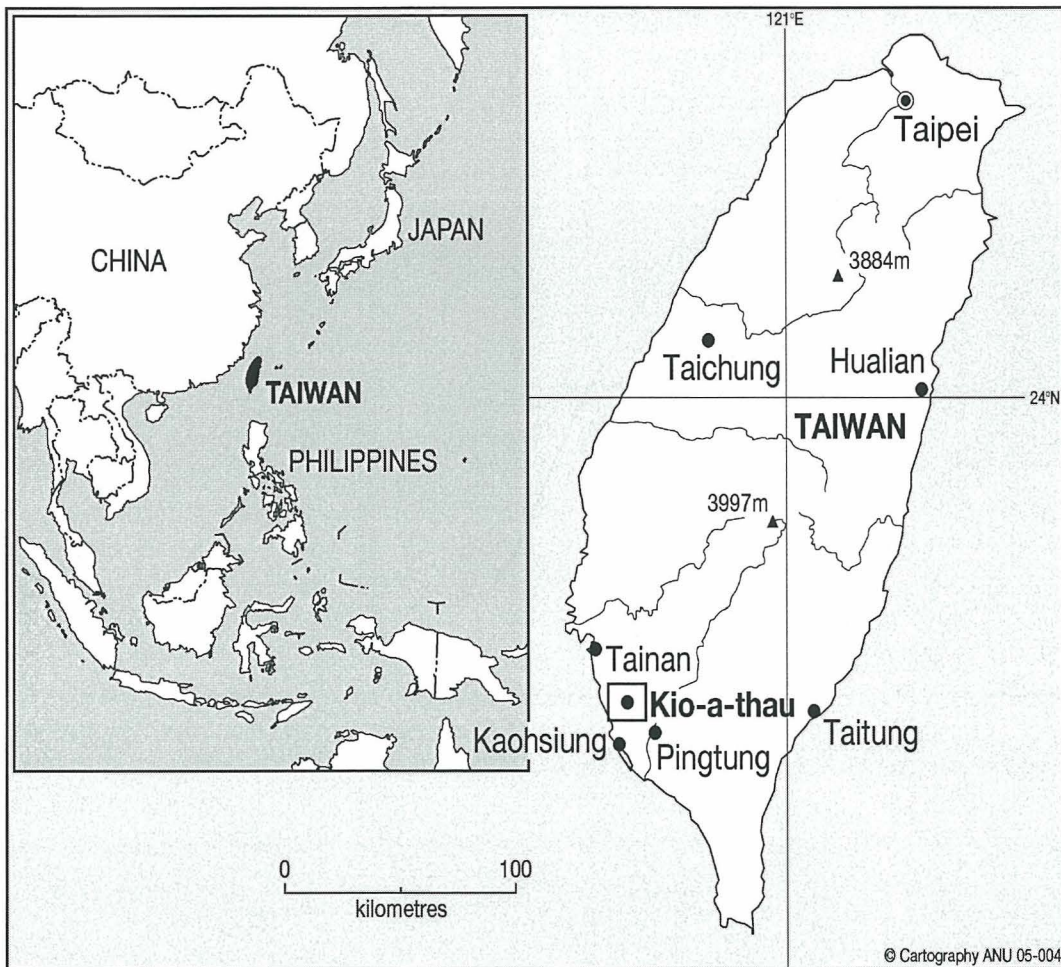 CHINA
JAPAN
TAIWAN
PHILIPPINES
121°E
Taipei
3884m
Taichung
Hualian
24°N
TAIWAN
3997m
Tainan
Kio-a-thau
Kaohsiung
Pingtung
Taitung
0 100
kilometres
© Cartography ANU 05-004